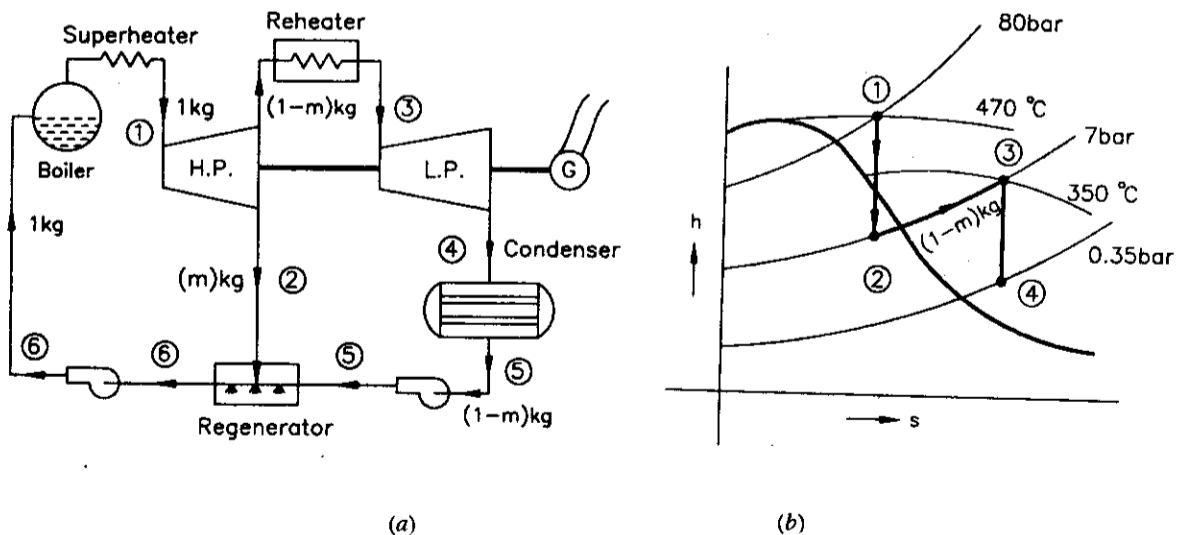 Superheater
Reheater
1kg
(1-m)kg
①
③
H.P.
L.P.
G
Boiler
1kg
(m)kg
②
④
Condenser
⑥
⑥
⑤
⑤
(1-m)kg
Regenerator
(a)
80bar
①
470 °C
③
7bar
350 °C
(1-m)kg
h
0.35bar
②
④
s
(b)